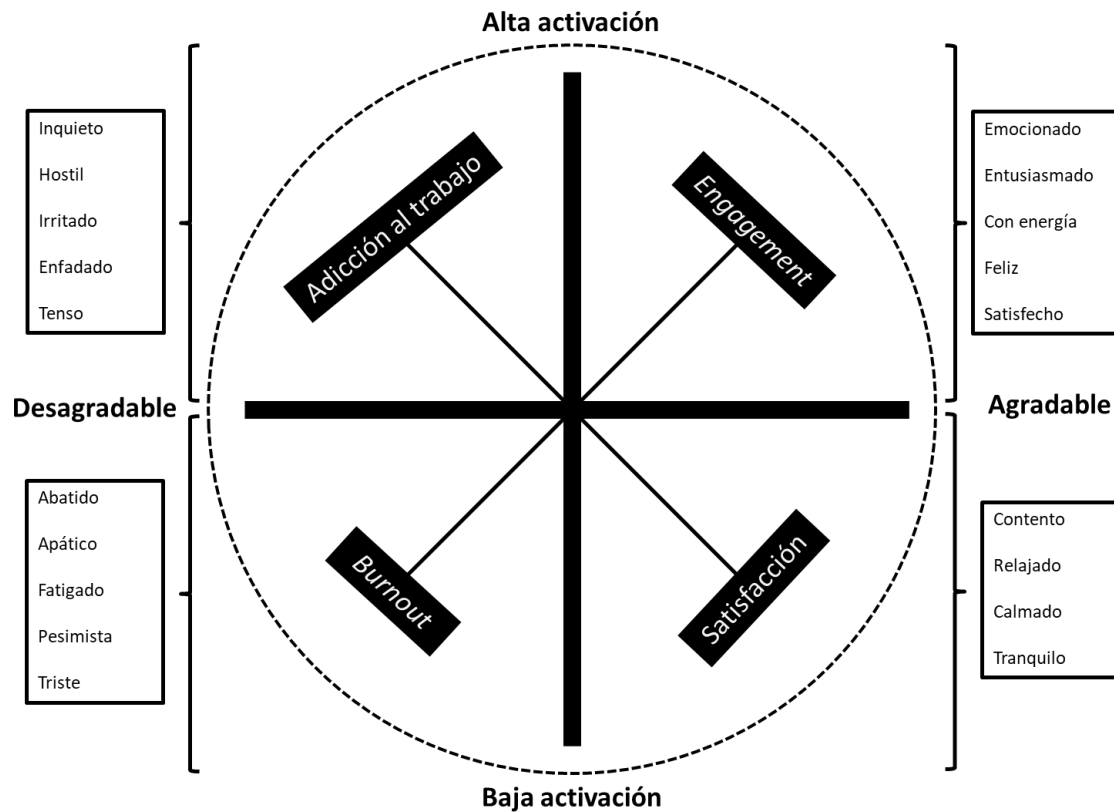 Alta activación
Inquieto
Hostil
Irritado
Enfadado
Tenso
Adicción al trabajo
Engagement
Emocionado
Entusiasmado
Con energía
Feliz
Satisfecho
Desagradable
Agradable
Abatido
Apático
Fatigado
Pesimista
Triste
Burnout
Satisfacción
Contento
Relajado
Calmado
Tranquilo
Baja activación